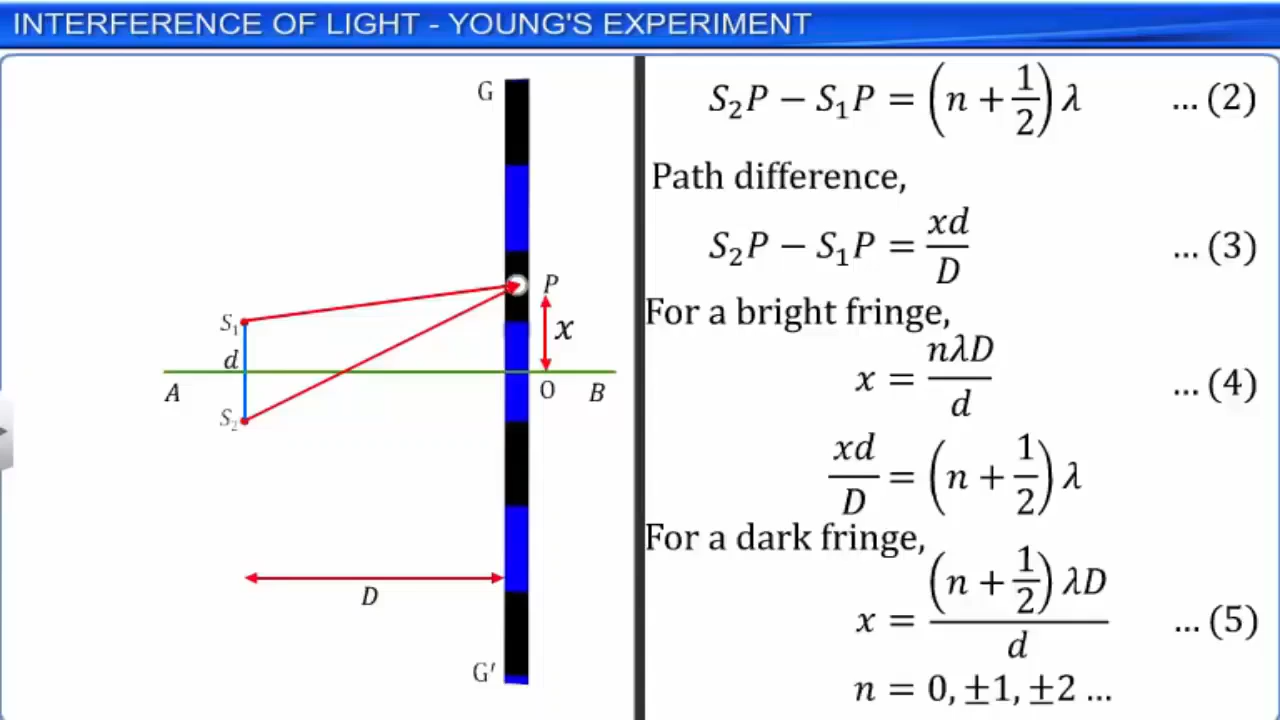 INTERFERENCE OF LIGHT - YOUNG'S EXPERIMENT
G
P
S₁
x
d
A
O
B
S₂
D
G′
S₂P − S₁P = (n + 1/2) λ ... (2)
Path difference,
S₂P − S₁P = xd/D ... (3)
For a bright fringe,
x = nλD/d ... (4)
xd/D = (n + 1/2) λ
For a dark fringe,
x = (n + 1/2) λD/d ... (5)
n = 0, ±1, ±2 ...